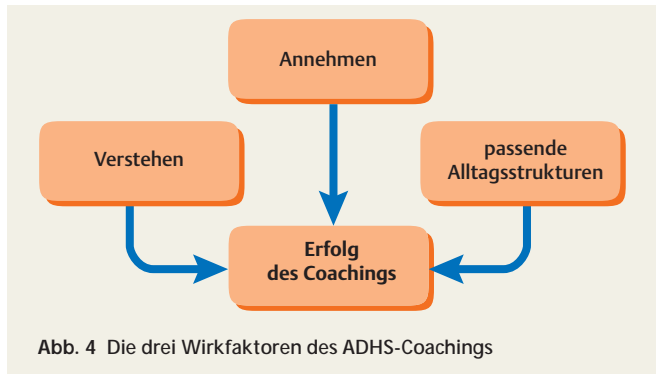 Annehmen
Verstehen
passende
Alltagsstrukturen
Erfolg
des Coachings
Abb. 4 Die drei Wirkfaktoren des ADHS-Coachings